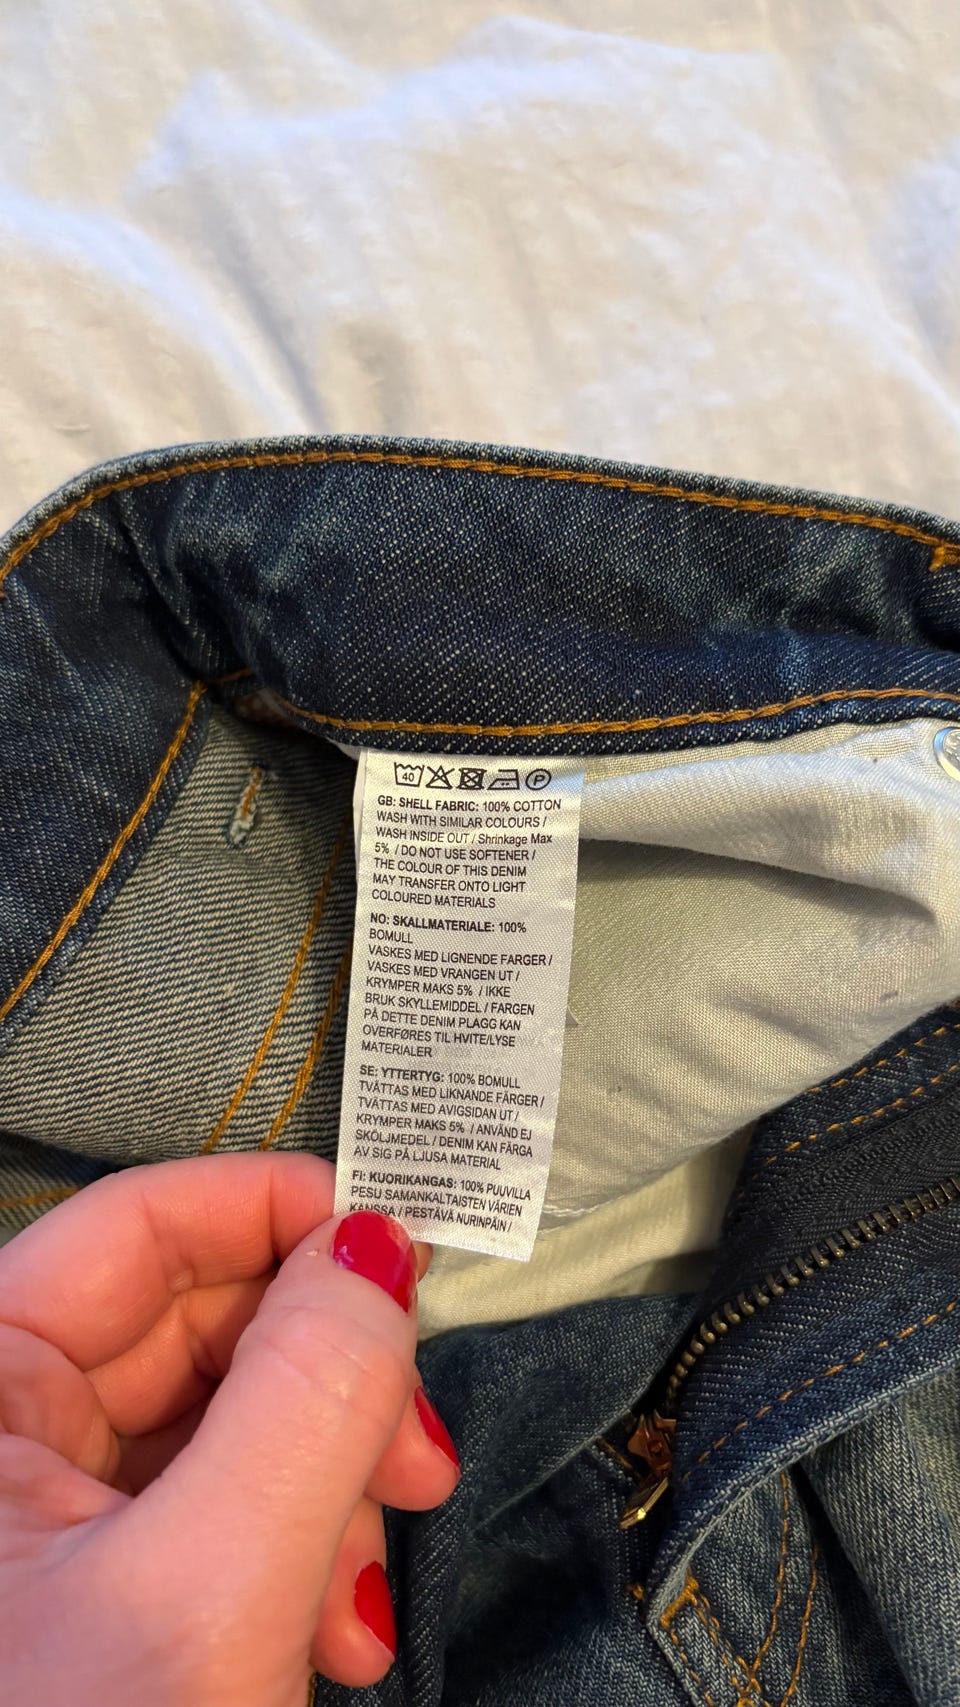 40 P
GB: SHELL FABRIC: 100% COTTON
WASH WITH SIMILAR COLOURS /
WASH INSIDE OUT / Shrinkage Max
5% / DO NOT USE SOFTENER /
THE COLOUR OF THIS DENIM
MAY TRANSFER ONTO LIGHT
COLOURED MATERIALS
NO: SKALLMATERIALE: 100%
BOMULL
VASKES MED LIGNENDE FARGER /
VASKES MED VRANGEN UT /
KRYMPER MAKS 5% / IKKE
BRUK SKYLLEMIDDEL / FARGEN
PÅ DETTE DENIM PLAGG KAN
OVERFØRES TIL HVITE/LYSE
MATERIALER
SE: YTTERTYG: 100% BOMULL
TVÄTTAS MED LIKNANDE FÄRGER /
TVÄTTAS MED AVIGSIDAN UT /
KRYMPER MAKS 5% / ANVÄND EJ
SKÖLJMEDEL / DENIM KAN FÄRGA
AV SIG PÅ LJUSA MATERIAL
FI: KUORIKANGAS: 100% PUUVILLA
PESU SAMANKALTAISTEN VÄRIEN
KANSSA / PESTÄVÄ NURINPÄIN /